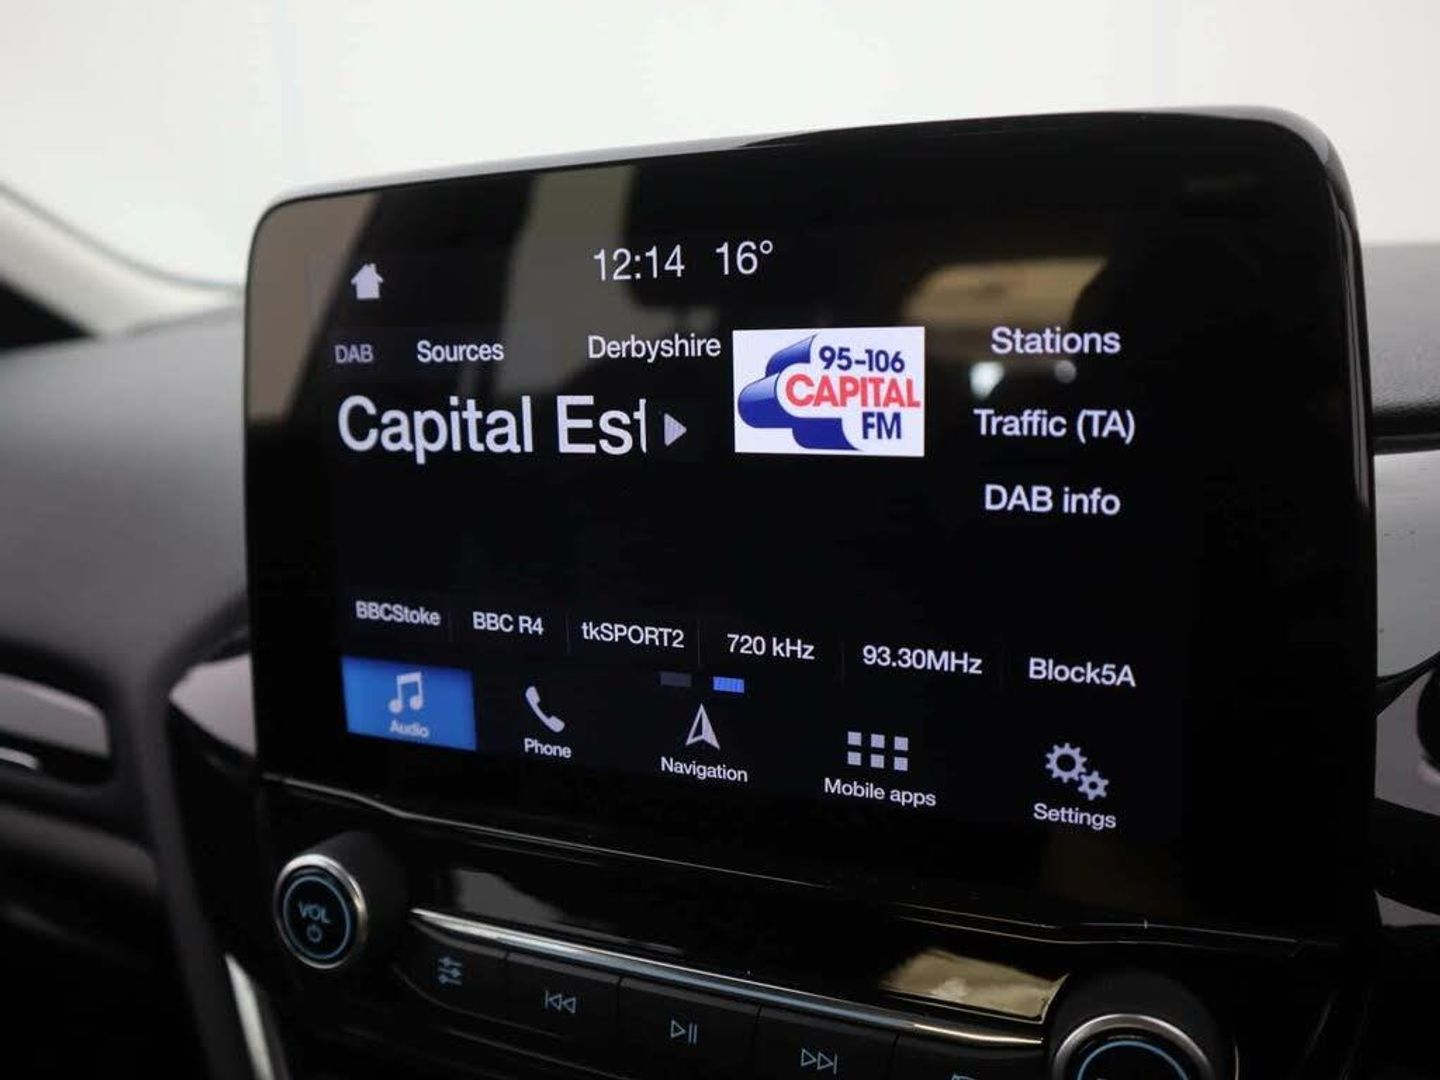 12:14 16°
DAB Sources Derbyshire
95-106
CAPITAL
FM
Stations
Capital Est
Traffic (TA)
DAB info
BBCStoke BBC R4 tkSPORT2 720 kHz 93.30MHz Block5A
Audio Phone Navigation Mobile apps Settings
VOL